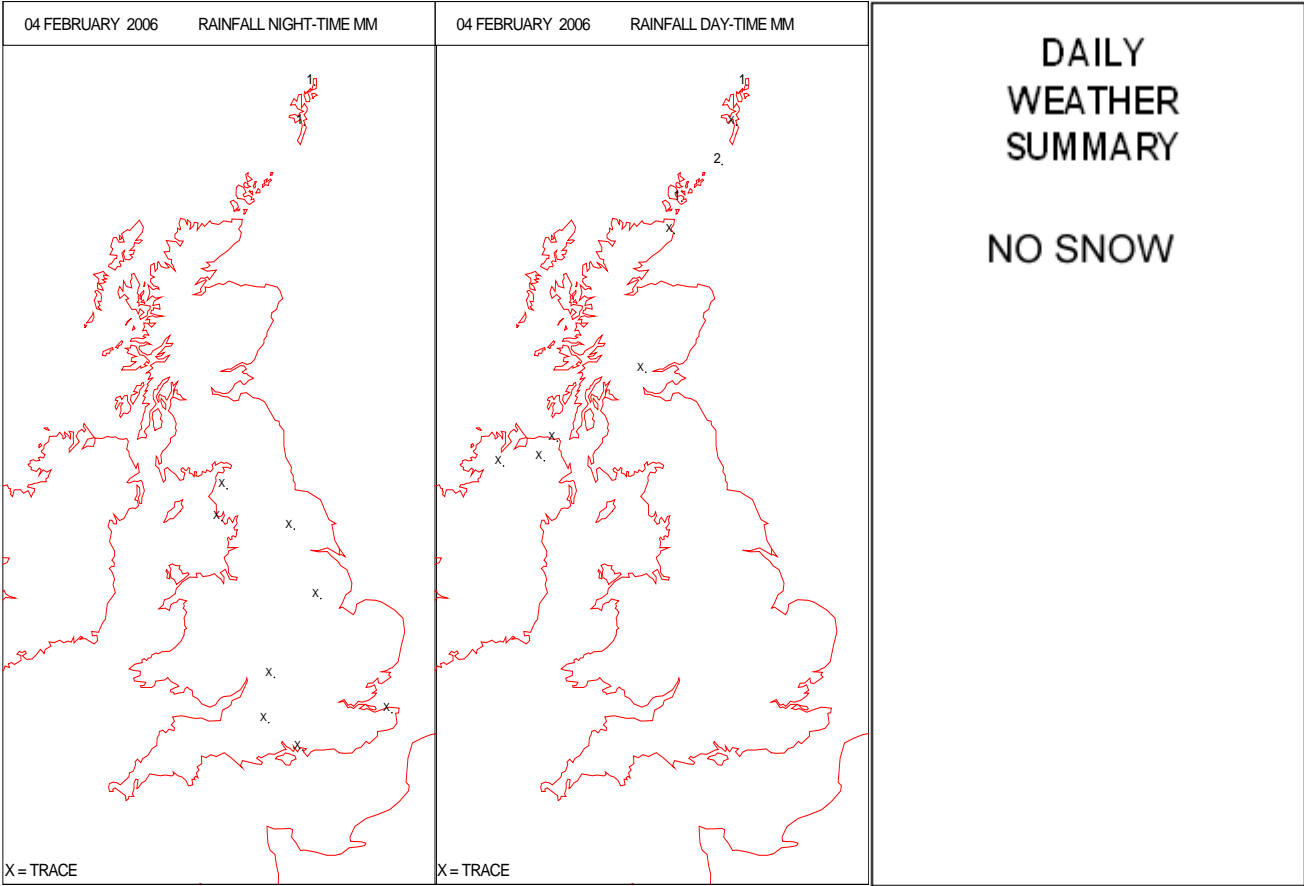 04 FEBRUARY 2006 RAINFALL NIGHT-TIME MM
1.
1.
X.
X.
X.
X.
X.
X.
X.
X.
X = TRACE
04 FEBRUARY 2006 RAINFALL DAY-TIME MM
1.
X.
2.
1.
X.
X.
X.
X.
X.
X = TRACE
DAILY
WEATHER
SUMMARY
NO SNOW